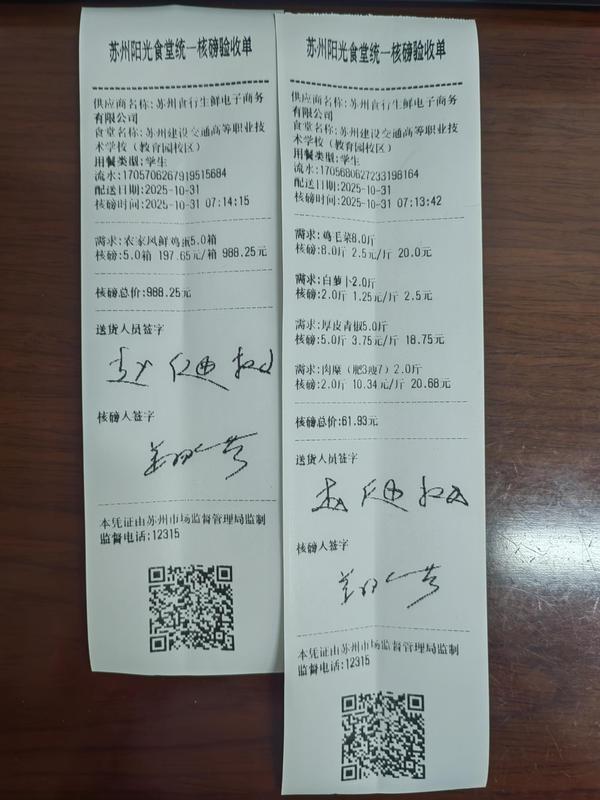 苏州阳光食堂统一核磅验收单
供应商名称:苏州食行生鲜电子商务
有限公司
食堂名称:苏州建设交通高等职业技
术学校（教育园校区）
用餐类型:学生
流水:1705706267919515684
配送日期:2025-10-31
核磅时间:2025-10-31 07:14:15
需求:农家风鲜鸡蛋5.0箱
核磅:5.0箱 197.65元/箱 988.25元
核磅总价:988.25元
送货人员签字
核磅人签字
本凭证由苏州市场监督管理局监制
监督电话:12315
苏州阳光食堂统一核磅验收单
供应商名称:苏州食行生鲜电子商务
有限公司
食堂名称:苏州建设交通高等职业技
术学校（教育园校区）
用餐类型:学生
流水:1705680627233198164
配送日期:2025-10-31
核磅时间:2025-10-31 07:13:42
需求:鸡毛菜8.0斤
核磅:8.0斤 2.5元/斤 20.0元
需求:白萝卜2.0斤
核磅:2.0斤 1.25元/斤 2.5元
需求:厚皮青椒5.0斤
核磅:5.0斤 3.75元/斤 18.75元
需求:肉糜（肥3瘦7）2.0斤
核磅:2.0斤 10.34元/斤 20.68元
核磅总价:61.93元
送货人员签字
核磅人签字
本凭证由苏州市场监督管理局监制
监督电话:12315